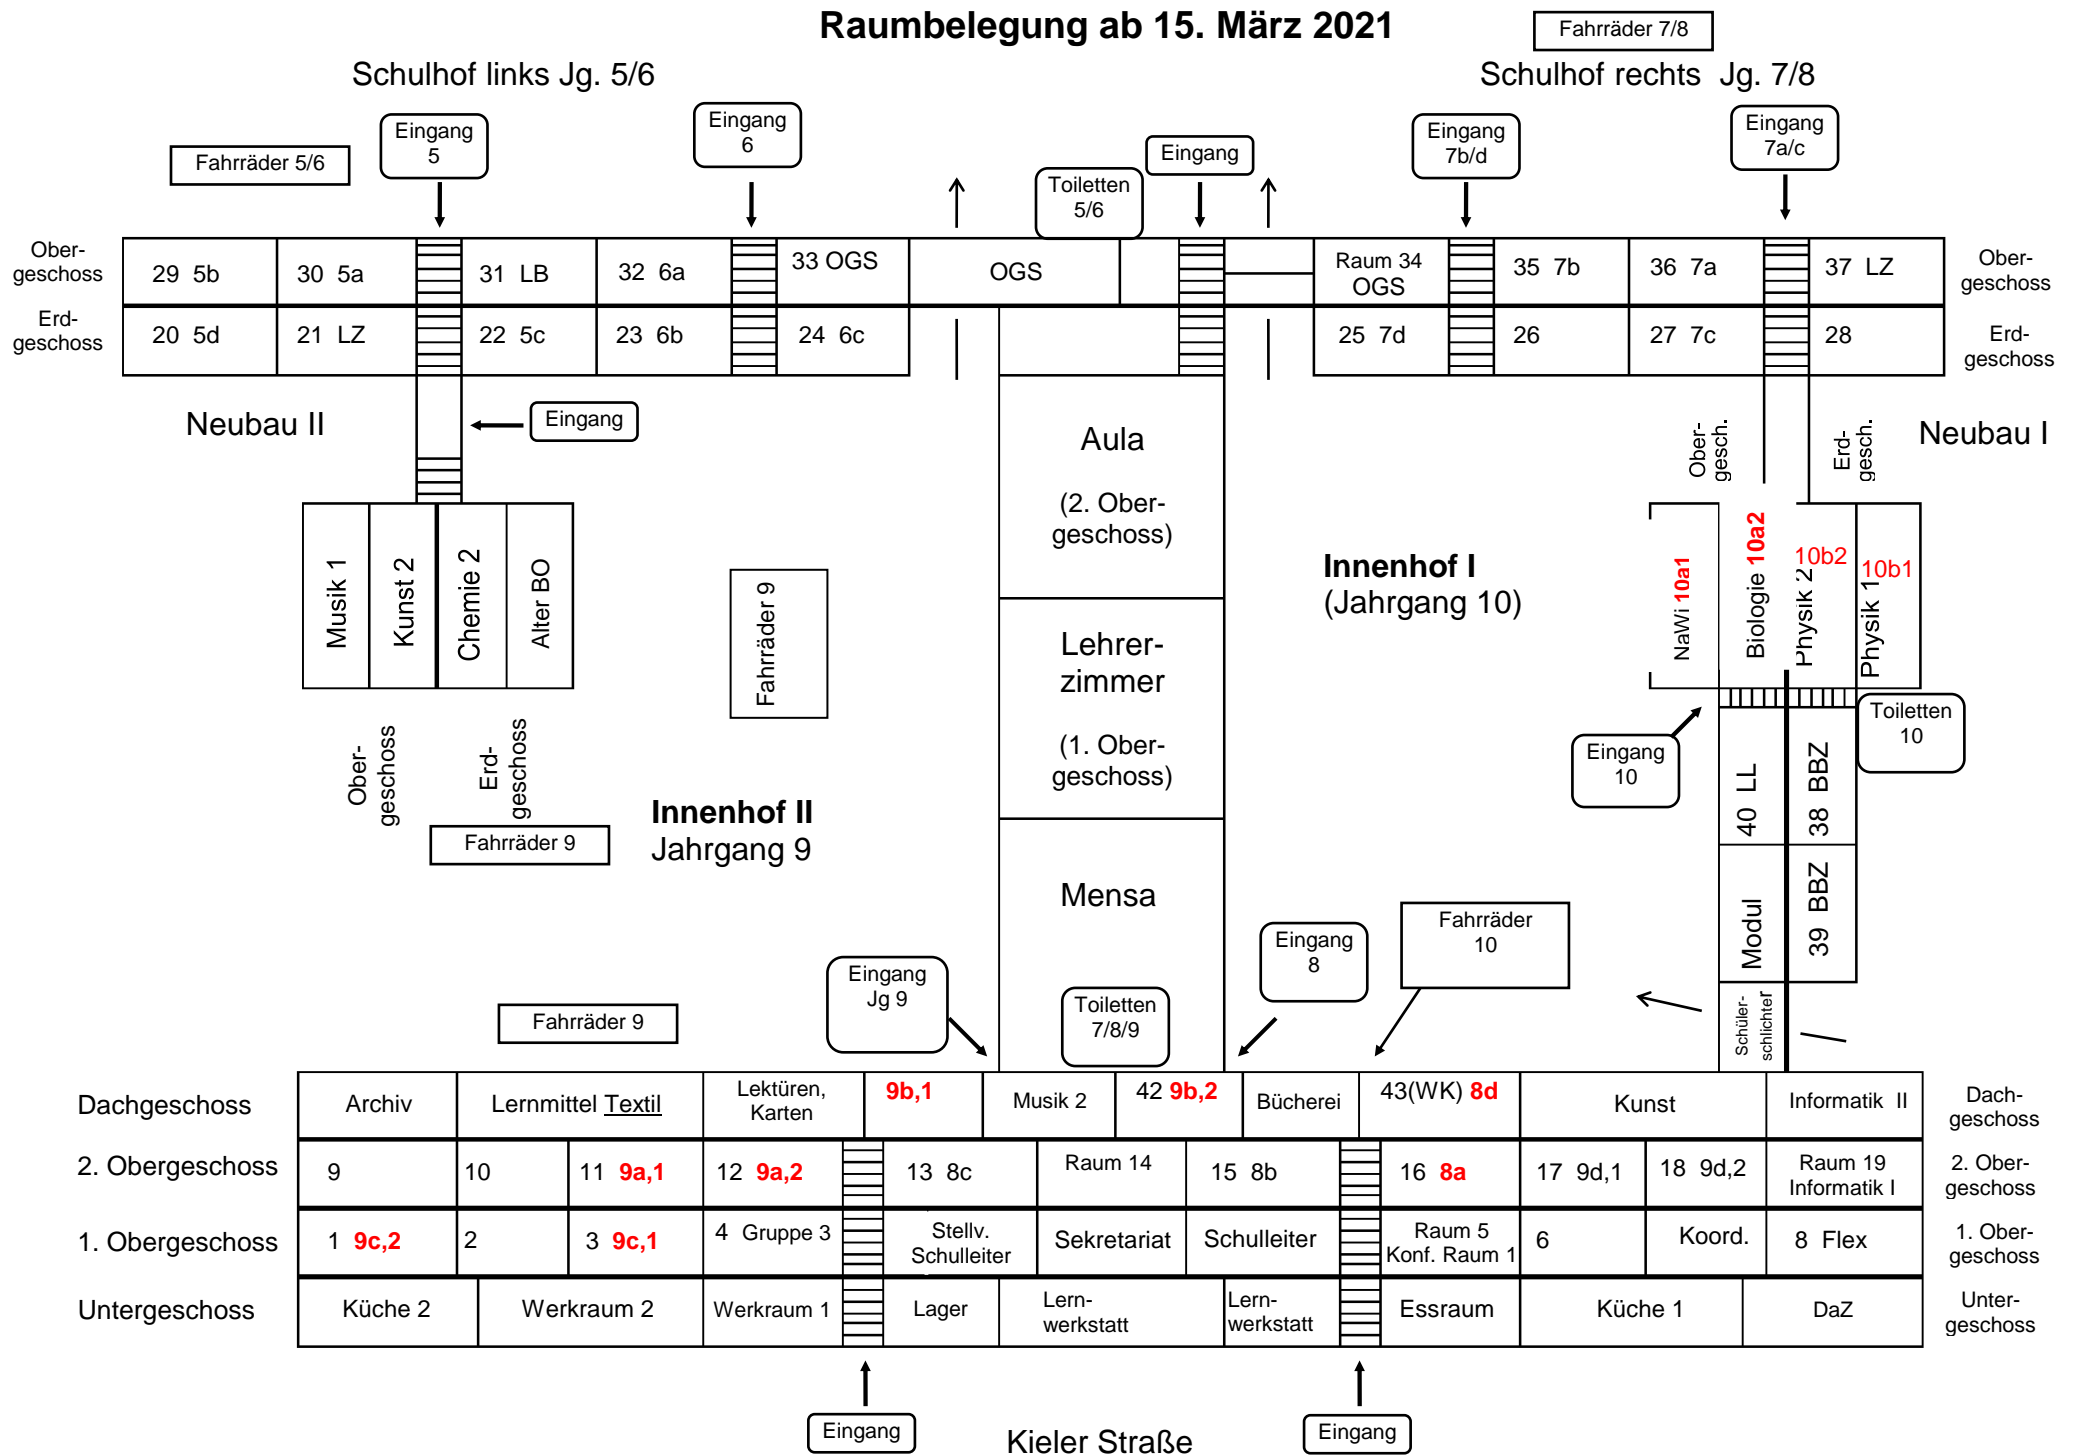 Raumbelegung ab 15. März 2021
Fahrräder 7/8
Schulhof links Jg. 5/6
Schulhof rechts Jg. 7/8
Fahrräder 5/6
Eingang
5
Eingang
6
Toiletten
5/6
Eingang
Eingang
7b/d
Eingang
7a/c
Ober-
geschoss
29 5b
30 5a
31 LB
32 6a
33 OGS
OGS
Raum 34
OGS
35 7b
36 7a
37 LZ
Ober-
geschoss
Erd-
geschoss
20 5d
21 LZ
22 5c
23 6b
24 6c
25 7d
26
27 7c
28
Erd-
geschoss
Neubau II
Eingang
Aula
(2. Ober-
geschoss)
Ober-
gesch.
Erd-
gesch.
Neubau I
Musik 1
Kunst 2
Chemie 2
Alter BO
Fahrräder 9
Innenhof I
(Jahrgang 10)
NaWi 10a1
Biologie 10a2
Physik 2
10b2
Physik 1
10b1
Lehrer-
zimmer
(1. Ober-
geschoss)
Ober-
geschoss
Erd-
geschoss
Fahrräder 9
Innenhof II
Jahrgang 9
Eingang
10
Toiletten
10
40 LL
38 BBZ
Modul
39 BBZ
Schüler-
schlichter
Mensa
Fahrräder
10
Eingang
8
Eingang
Jg 9
Toiletten
7/8/9
Fahrräder 9
Dachgeschoss
Archiv
Lernmittel Textil
Lektüren,
Karten
9b,1
Musik 2
42 9b,2
Bücherei
43(WK) 8d
Kunst
Informatik II
Dach-
geschoss
2. Obergeschoss
9
10
11 9a,1
12 9a,2
13 8c
Raum 14
15 8b
16 8a
17 9d,1
18 9d,2
Raum 19
Informatik I
2. Ober-
geschoss
1. Obergeschoss
1 9c,2
2
3 9c,1
4 Gruppe 3
Stellv.
Schulleiter
Sekretariat
Schulleiter
Raum 5
Konf. Raum 1
6
Koord.
8 Flex
1. Ober-
geschoss
Untergeschoss
Küche 2
Werkraum 2
Werkraum 1
Lager
Lern-
werkstatt
Lern-
werkstatt
Essraum
Küche 1
DaZ
Unter-
geschoss
Eingang
Kieler Straße
Eingang